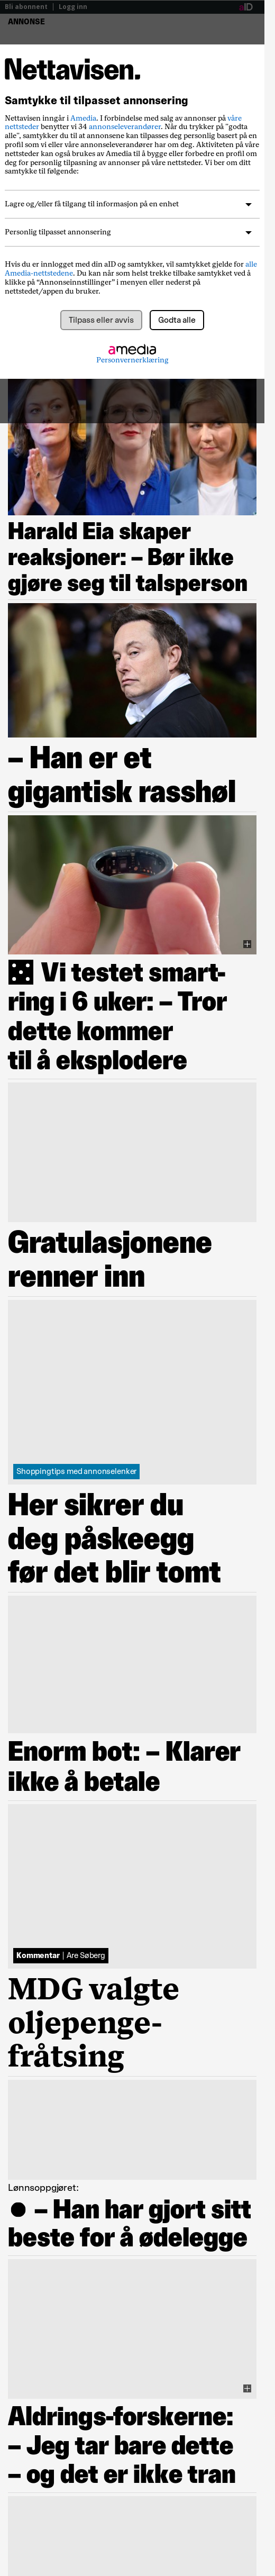 Bli abonnent | Logg inn
aID
ANNONSE
Nettavisen.
Samtykke til tilpasset annonsering
Nettavisen inngår i Amedia. I forbindelse med salg av annonser på våre
nettsteder benytter vi 34 annonseleverandører. Når du trykker på "godta
alle", samtykker du til at annonsene kan tilpasses deg personlig basert på en
profil som vi eller våre annonseleverandører har om deg. Aktiviteten på våre
nettsteder kan også brukes av Amedia til å bygge eller forbedre en profil om
deg for personlig tilpasning av annonser på våre nettsteder. Vi ber om ditt
samtykke til følgende:
Lagre og/eller få tilgang til informasjon på en enhet
Personlig tilpasset annonsering
Hvis du er innlogget med din aID og samtykker, vil samtykket gjelde for alle
Amedia-nettstedene. Du kan når som helst trekke tilbake samtykket ved å
klikke på "Annonseinnstillinger" i menyen eller nederst på
nettstedet/appen du bruker.
Tilpass eller avvis
Godta alle
amedia
Personvernerklæring
Harald Eia skaper
reaksjoner: – Bør ikke
gjøre seg til talsperson
– Han er et
gigantisk rasshøl
Vi testet smart-
ring i 6 uker: – Tror
dette kommer
til å eksplodere
Gratulasjonene
renner inn
Shoppingtips med annonselenker
Her sikrer du
deg påskeegg
før det blir tomt
Enorm bot: – Klarer
ikke å betale
Kommentar | Are Søberg
MDG valgte
oljepenge-
fråtsing
Lønnsoppgjøret:
● – Han har gjort sitt
beste for å ødelegge
Aldrings-forskerne:
– Jeg tar bare dette
– og det er ikke tran